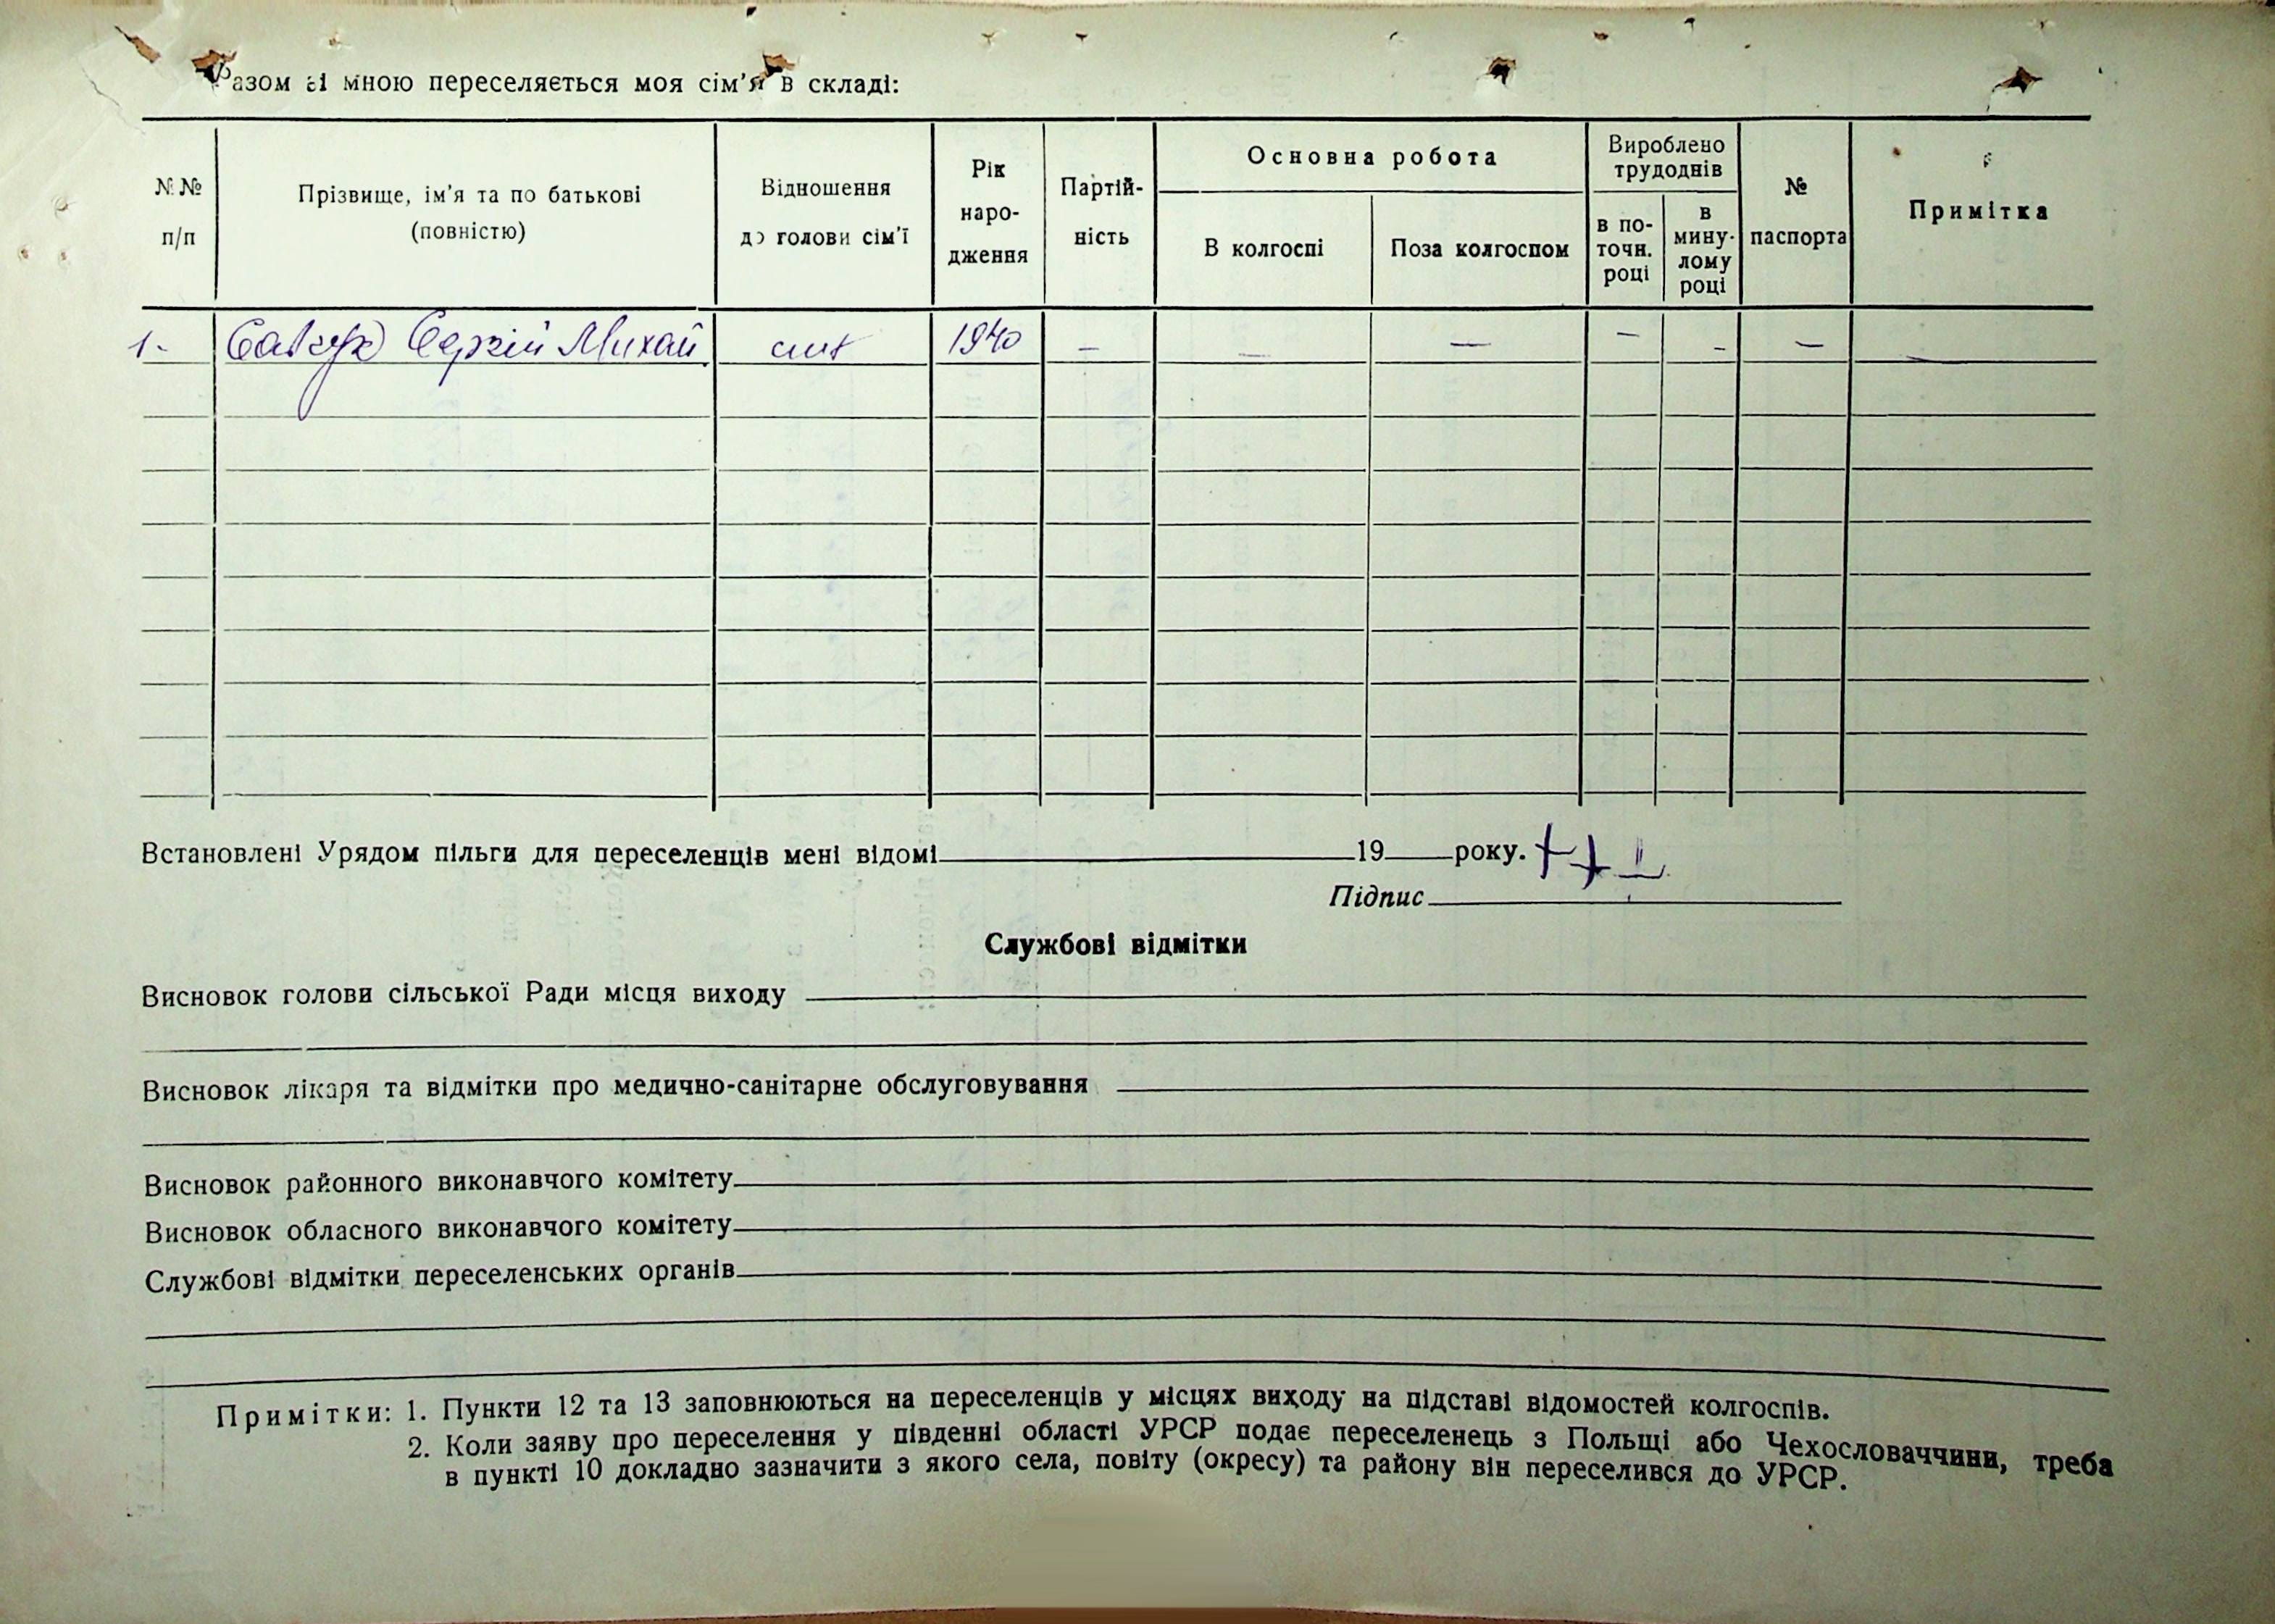 Разом зі мною переселяється моя сім'я в складі:
№№ п/п
Прізвище, ім'я та по батькові (повністю)
Відношення до голови сім'ї
Рік народження
Партійність
Основна робота
В колгоспі
Поза колгоспом
Вироблено трудоднів
в поточн. році
в минулому році
№ паспорта
Примітка
1. Савчук Сергій Михай син 1940 — — — — - — —
Встановлені Урядом пільги для переселенців мені відомі 19 року. + + +
Підпис
Службові відмітки
Висновок голови сільської Ради місця виходу
Висновок лікаря та відмітки про медично-санітарне обслуговування
Висновок районного виконавчого комітету
Висновок обласного виконавчого комітету
Службові відмітки переселенських органів
Примітки: 1. Пункти 12 та 13 заповнюються на переселенців у місцях виходу на підставі відомостей колгоспів.
2. Коли заяву про переселення у південні області УРСР подає переселенець з Польщі або Чехословаччини, треба
в пункті 10 докладно зазначити з якого села, повіту (окресу) та району він переселився до УРСР.